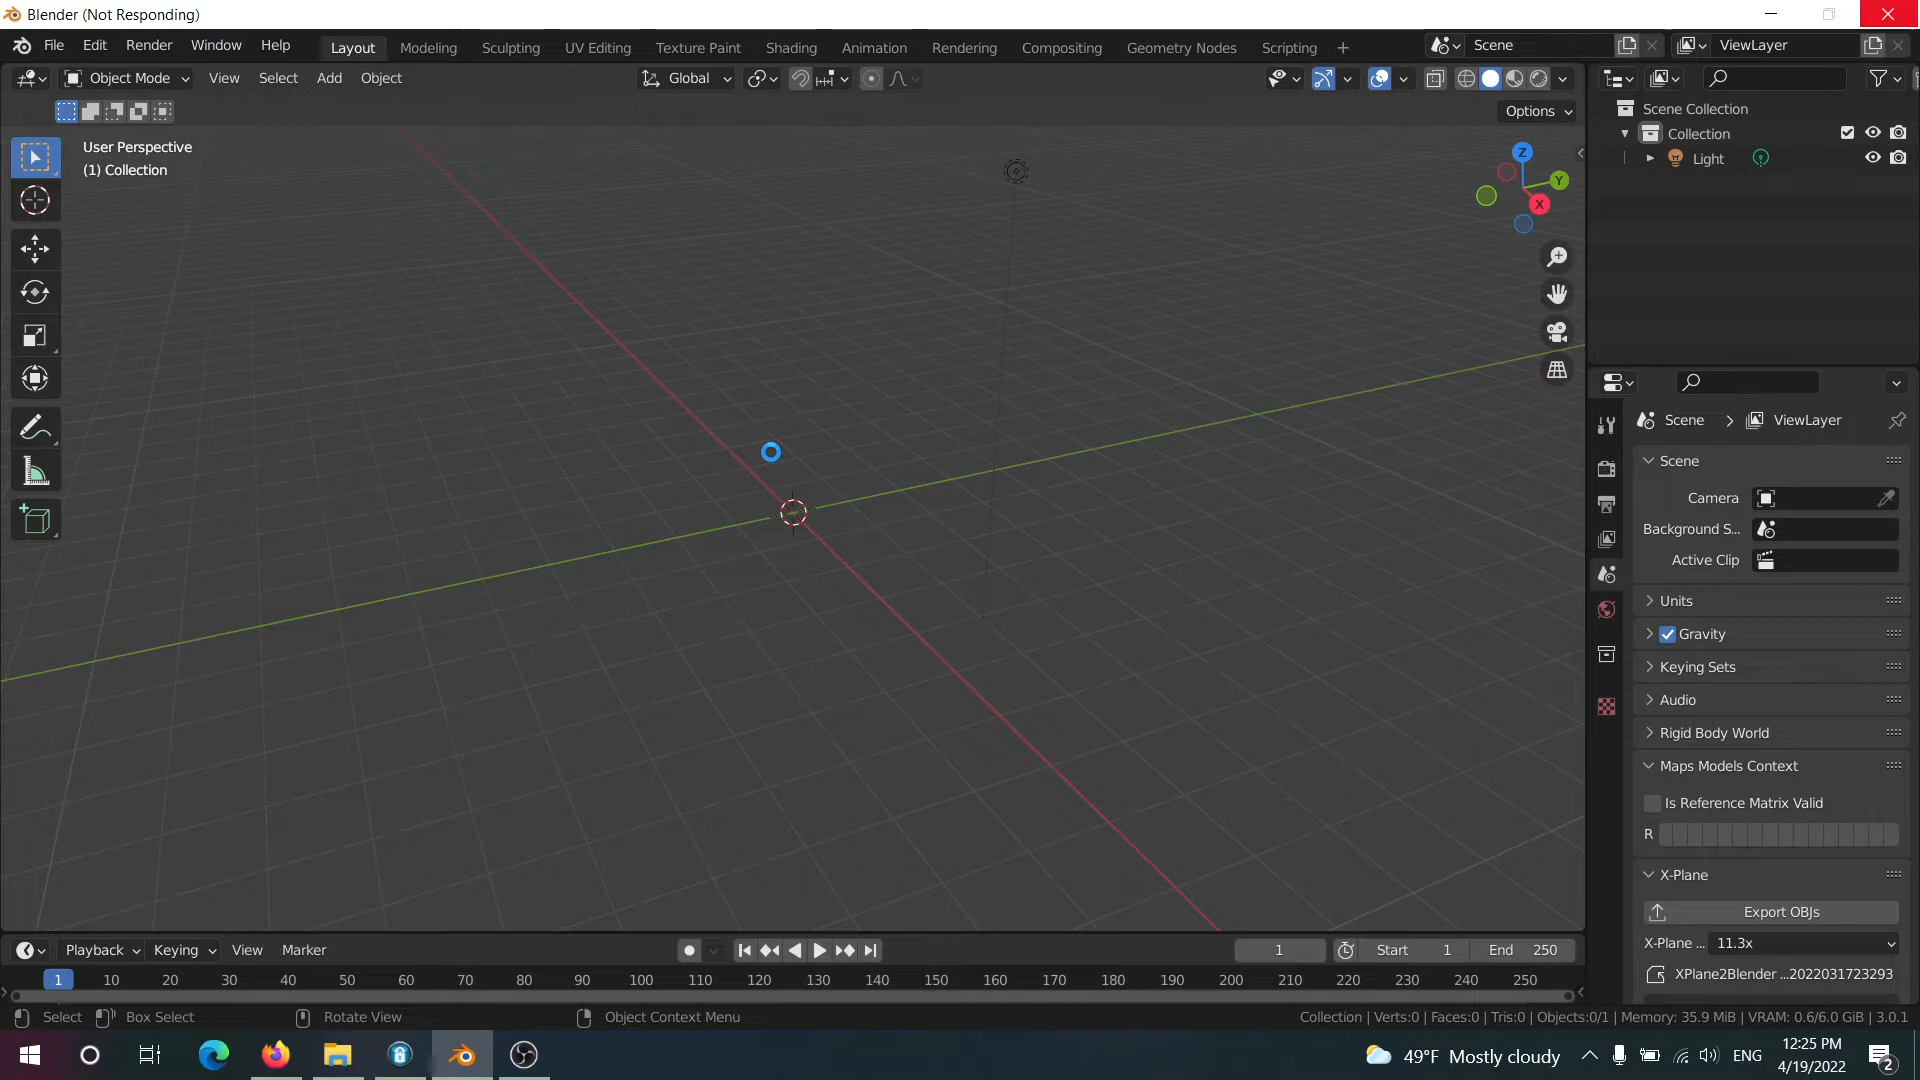 Blender (Not Responding)
File Edit Render Window Help Layout Modeling Sculpting UV Editing Texture Paint Shading Animation Rendering Compositing Geometry Nodes Scripting + Scene ViewLayer
Object Mode View Select Add Object Global
Options
User Perspective
(1) Collection
Z
Y
X
Scene Collection
Collection
Light
Scene > ViewLayer
Scene
Camera
Background S...
Active Clip
Units
Gravity
Keying Sets
Audio
Rigid Body World
Maps Models Context
Is Reference Matrix Valid
R
X-Plane
Export OBJs
X-Plane ... 11.3x
XPlane2Blender ...2022031723293
Playback Keying View Marker 1 Start 1 End 250
1 10 20 30 40 50 60 70 80 90 100 110 120 130 140 150 160 170 180 190 200 210 220 230 240 250
Select Box Select Rotate View Object Context Menu Collection | Verts:0 | Faces:0 | Tris:0 | Objects:0/1 | Memory: 35.9 MiB | VRAM: 0.6/6.0 GiB | 3.0.1
49°F Mostly cloudy ENG 12:25 PM
4/19/2022 2